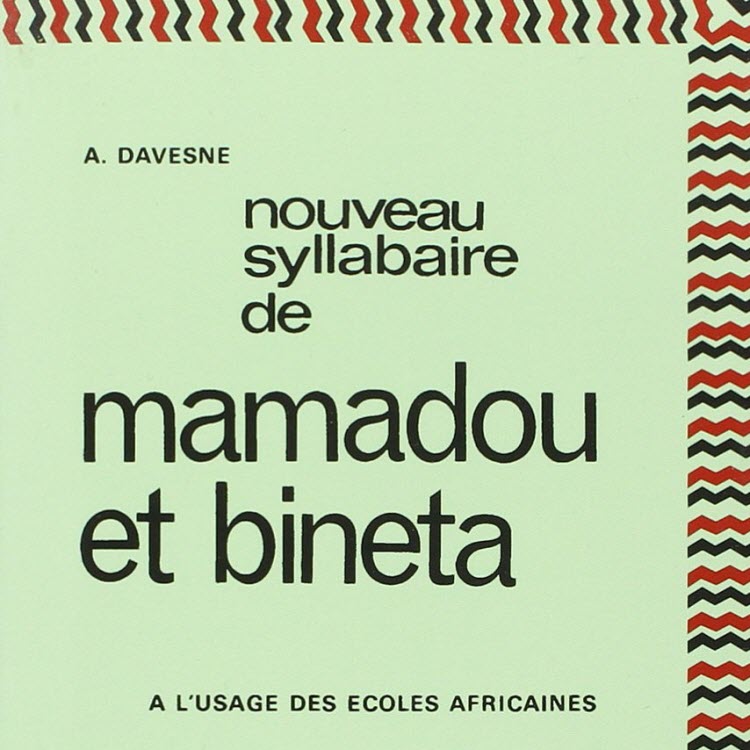 A. DAVESNE
nouveau
syllabaire
de
mamadou
et bineta
A L'USAGE DES ECOLES AFRICAINES